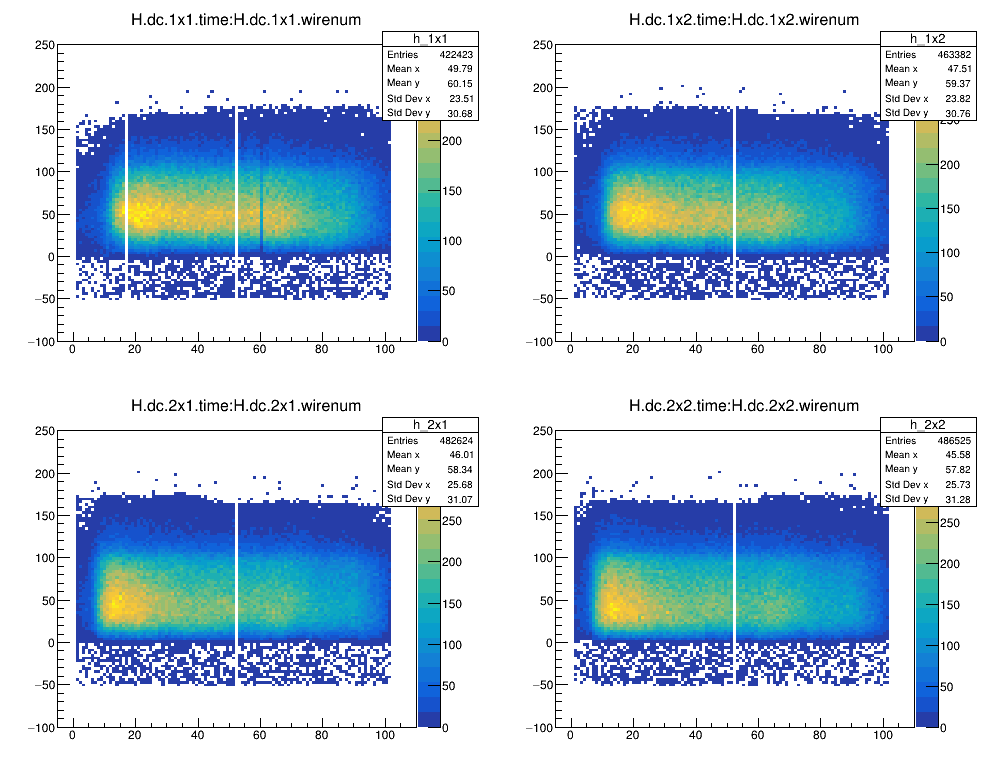 H.dc.1x1.time:H.dc.1x1.wirenum
h_1x1
Entries 422423
Mean x 49.79
Mean y 60.15
Std Dev x 23.51
Std Dev y 30.68
250
200
150
100
50
0
−50
−100
0 20 40 60 80 100
200
150
100
50
0
H.dc.1x2.time:H.dc.1x2.wirenum
h_1x2
Entries 463382
Mean x 47.51
Mean y 59.37
Std Dev x 23.82
Std Dev y 30.76
250
200
150
100
50
0
−50
−100
0 20 40 60 80 100
250
200
150
100
50
0
H.dc.2x1.time:H.dc.2x1.wirenum
h_2x1
Entries 482624
Mean x 46.01
Mean y 58.34
Std Dev x 25.68
Std Dev y 31.07
250
200
150
100
50
0
−50
−100
0 20 40 60 80 100
250
200
150
100
50
0
H.dc.2x2.time:H.dc.2x2.wirenum
h_2x2
Entries 486525
Mean x 45.58
Mean y 57.82
Std Dev x 25.73
Std Dev y 31.28
250
200
150
100
50
0
−50
−100
0 20 40 60 80 100
250
200
150
100
50
0